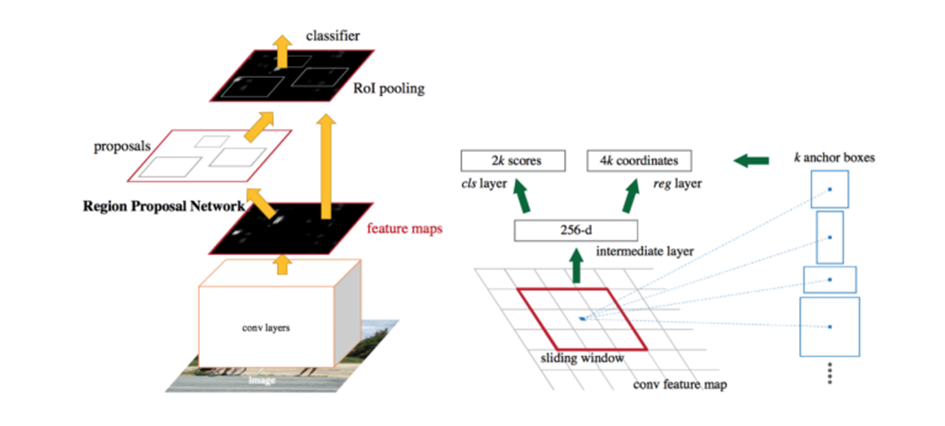 classifier
RoI pooling
proposals
Region Proposal Network
feature maps
conv layers
image
2k scores
4k coordinates
k anchor boxes
cls layer
reg layer
256-d
intermediate layer
sliding window
conv feature map